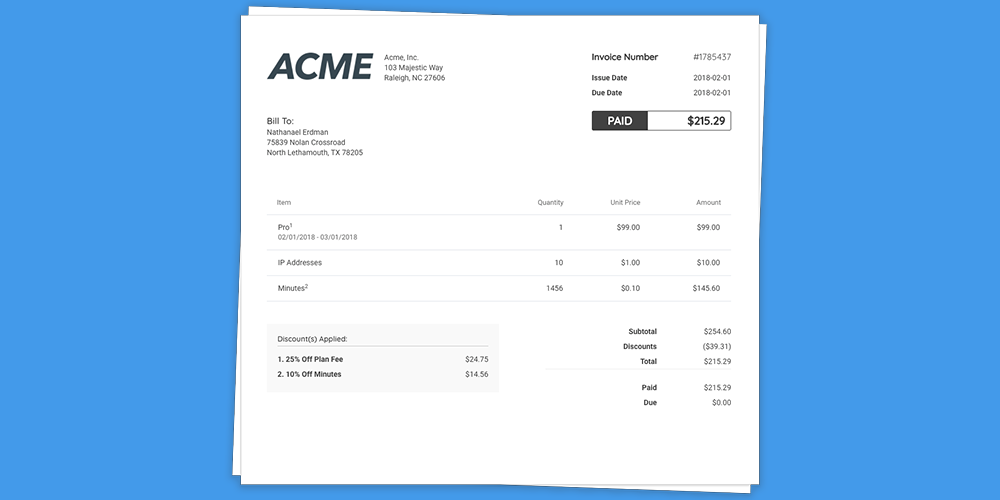 ACME
Acme, Inc.
103 Majestic Way
Raleigh, NC 27606
Invoice Number #1785437
Issue Date 2018-02-01
Due Date 2018-02-01
PAID $215.29
Bill To:
Nathanael Erdman
75839 Nolan Crossroad
North Lethamouth, TX 78205
Item Quantity Unit Price Amount
Pro1 1 $99.00 $99.00
02/01/2018 - 03/01/2018
IP Addresses 10 $1.00 $10.00
Minutes2 1456 $0.10 $145.60
Discount(s) Applied:
1. 25% Off Plan Fee $24.75
2. 10% Off Minutes $14.56
Subtotal $254.60
Discounts ($39.31)
Total $215.29
Paid $215.29
Due $0.00